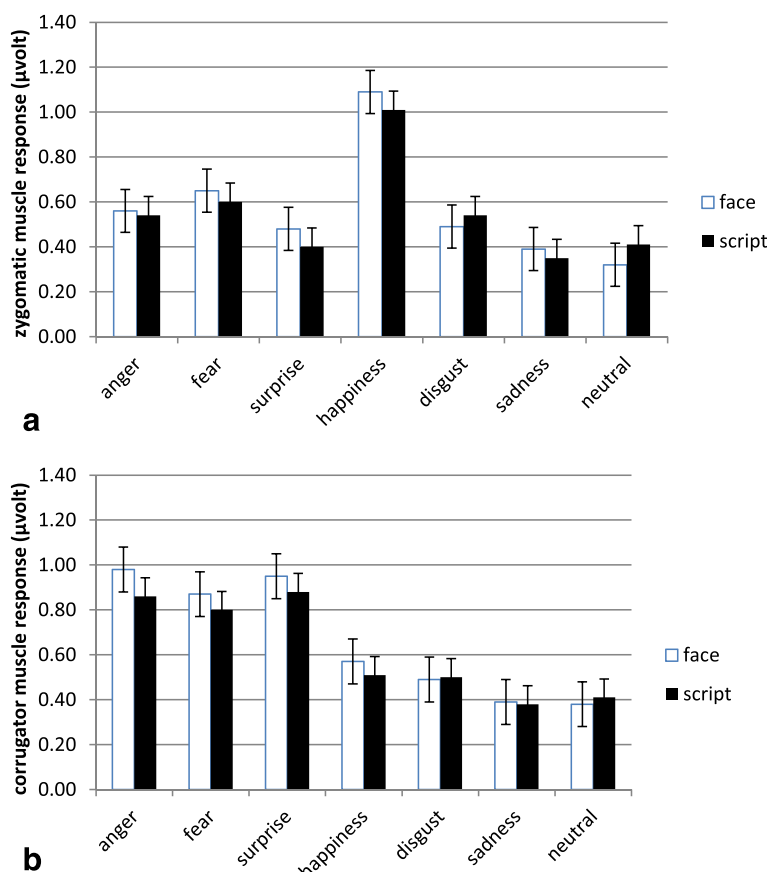 zygomatic muscle response (µvolt)
1.40
1.20
1.00
0.80
0.60
0.40
0.20
0.00
anger
fear
surprise
happiness
disgust
sadness
neutral
face
script
a
corrugator muscle response (µvolt)
1.40
1.20
1.00
0.80
0.60
0.40
0.20
0.00
anger
fear
surprise
happiness
disgust
sadness
neutral
face
script
b